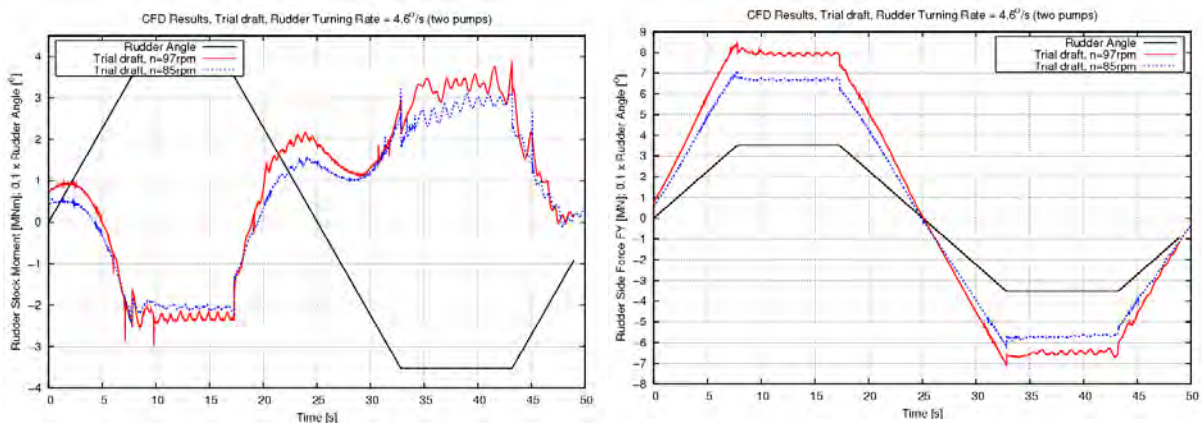 CFD Results, Trial draft, Rudder Turning Rate = 4.6°/s (two pumps)
Rudder Angle
Trial draft, n=97rpm
Trial draft, n=85rpm
Rudder Stock Moment [MNm]; 0.1 x Rudder Angle [°]
4
3
2
1
0
−1
−2
−3
−4
0 5 10 15 20 25 30 35 40 45 50
Time [s]
CFD Results, Trial draft, Rudder Turning Rate = 4.6°/s (two pumps)
Rudder Angle
Trial draft, n=97rpm
Trial draft, n=85rpm
Rudder Side Force FY [MN]; 0.1 x Rudder Angle [°]
9
8
7
6
5
4
3
2
1
0
−1
−2
−3
−4
−5
−6
−7
−8
0 5 10 15 20 25 30 35 40 45 50
Time [s]